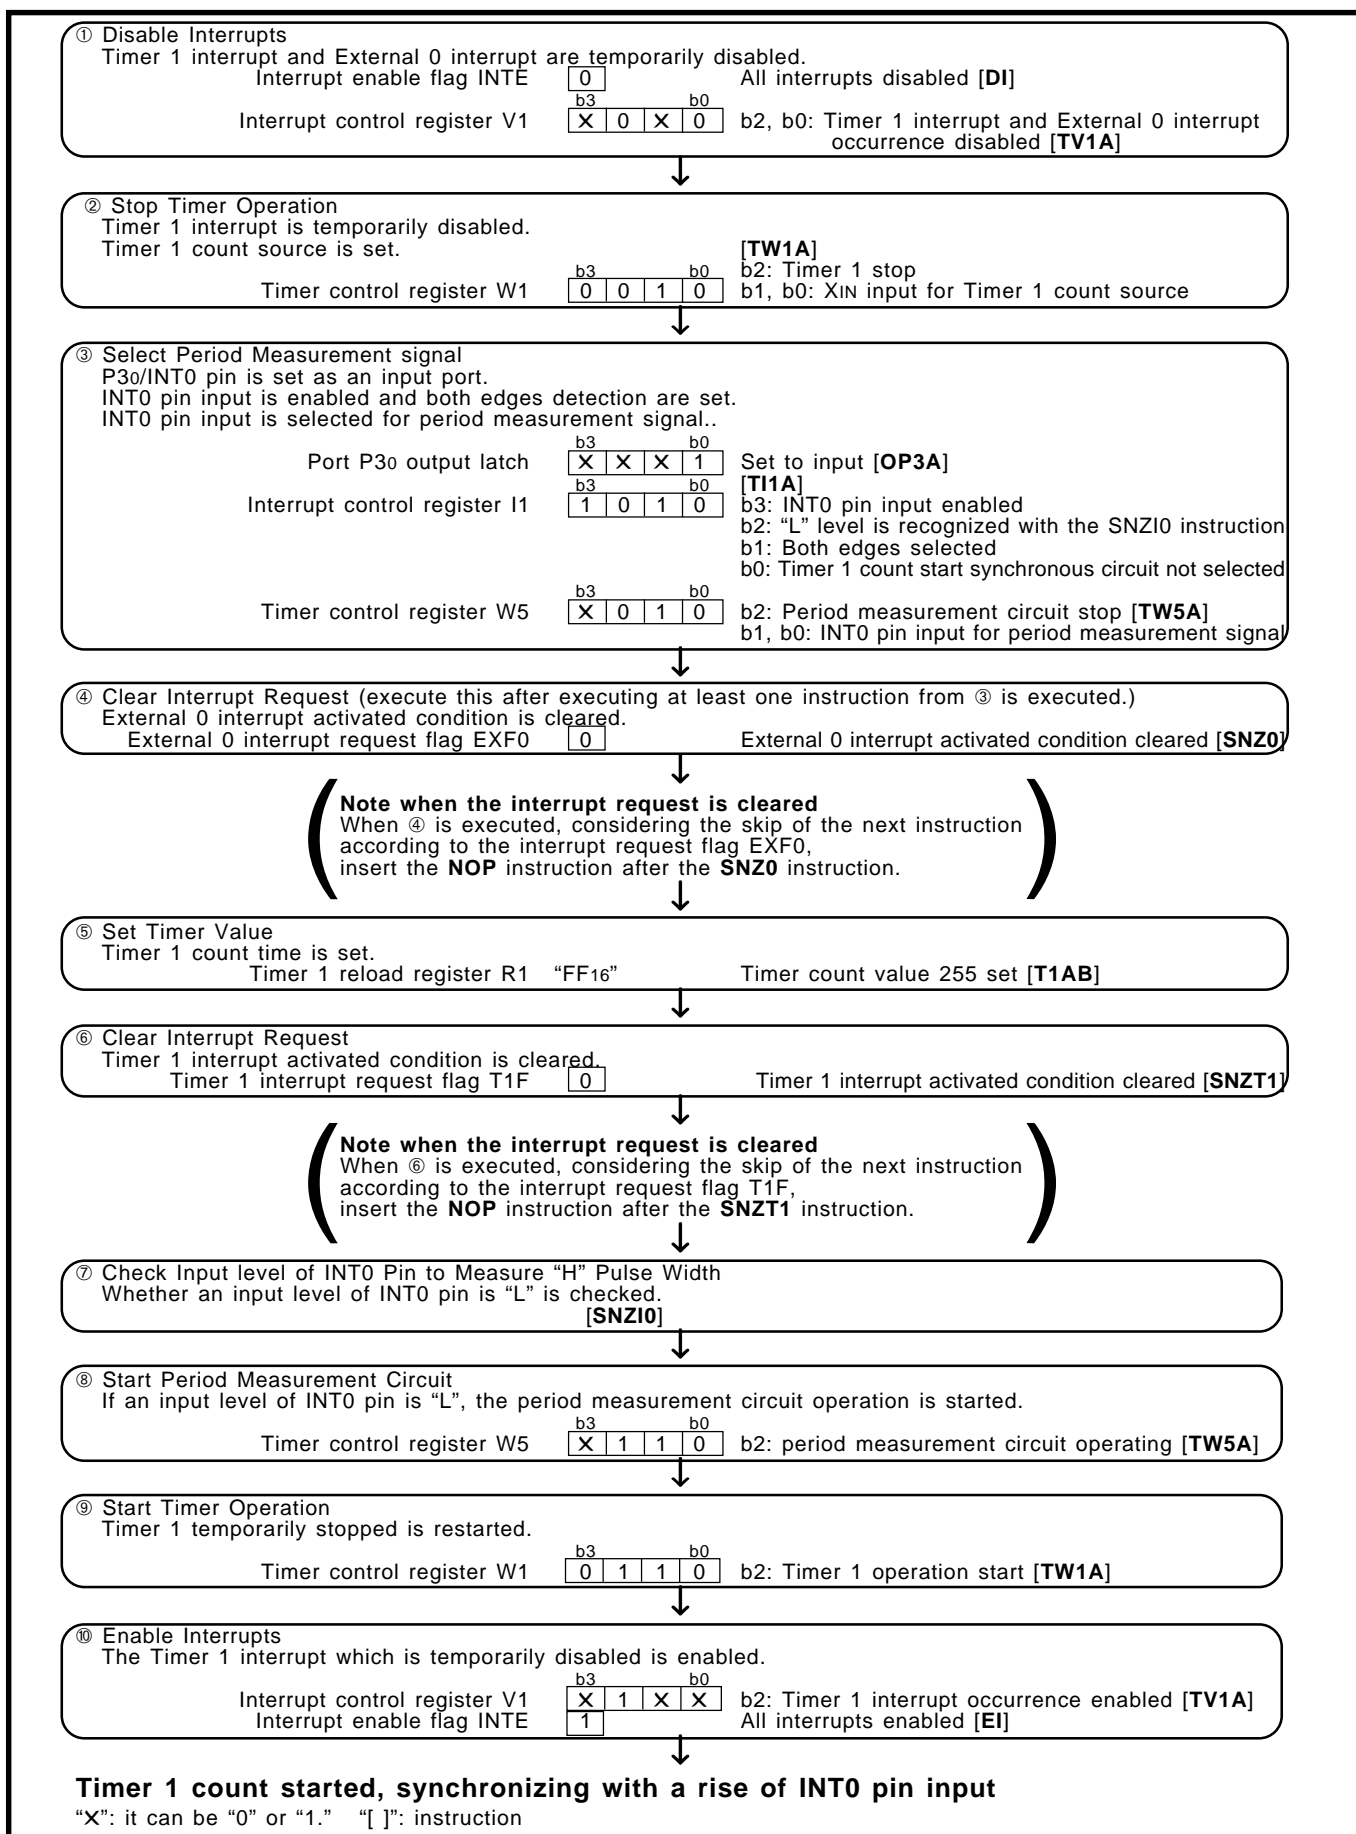 ① Disable Interrupts
Timer 1 interrupt and External 0 interrupt are temporarily disabled.
Interrupt enable flag INTE 0 All interrupts disabled [DI]
b3 b0
Interrupt control register V1 X 0 X 0 b2, b0: Timer 1 interrupt and External 0 interrupt
occurrence disabled [TV1A]
② Stop Timer Operation
Timer 1 interrupt is temporarily disabled.
Timer 1 count source is set. [TW1A]
b3 b0 b2: Timer 1 stop
Timer control register W1 0 0 1 0 b1, b0: XIN input for Timer 1 count source
③ Select Period Measurement signal
P30/INT0 pin is set as an input port.
INT0 pin input is enabled and both edges detection are set.
INT0 pin input is selected for period measurement signal..
b3 b0
Port P30 output latch X X X 1 Set to input [OP3A]
b3 b0 [TI1A]
Interrupt control register I1 1 0 1 0 b3: INT0 pin input enabled
b2: “L” level is recognized with the SNZI0 instruction
b1: Both edges selected
b0: Timer 1 count start synchronous circuit not selected
b3 b0
Timer control register W5 X 0 1 0 b2: Period measurement circuit stop [TW5A]
b1, b0: INT0 pin input for period measurement signal
④ Clear Interrupt Request (execute this after executing at least one instruction from ③ is executed.)
External 0 interrupt activated condition is cleared.
External 0 interrupt request flag EXF0 0 External 0 interrupt activated condition cleared [SNZ0]
Note when the interrupt request is cleared
When ④ is executed, considering the skip of the next instruction
according to the interrupt request flag EXF0,
insert the NOP instruction after the SNZ0 instruction.
⑤ Set Timer Value
Timer 1 count time is set.
Timer 1 reload register R1 “FF16” Timer count value 255 set [T1AB]
⑥ Clear Interrupt Request
Timer 1 interrupt activated condition is cleared.
Timer 1 interrupt request flag T1F 0 Timer 1 interrupt activated condition cleared [SNZT1]
Note when the interrupt request is cleared
When ⑥ is executed, considering the skip of the next instruction
according to the interrupt request flag T1F,
insert the NOP instruction after the SNZT1 instruction.
⑦ Check Input level of INT0 Pin to Measure “H” Pulse Width
Whether an input level of INT0 pin is “L” is checked.
[SNZI0]
⑧ Start Period Measurement Circuit
If an input level of INT0 pin is “L”, the period measurement circuit operation is started.
b3 b0
Timer control register W5 X 1 1 0 b2: period measurement circuit operating [TW5A]
⑨ Start Timer Operation
Timer 1 temporarily stopped is restarted.
b3 b0
Timer control register W1 0 1 1 0 b2: Timer 1 operation start [TW1A]
⑩ Enable Interrupts
The Timer 1 interrupt which is temporarily disabled is enabled.
b3 b0
Interrupt control register V1 X 1 X X b2: Timer 1 interrupt occurrence enabled [TV1A]
Interrupt enable flag INTE 1 All interrupts enabled [EI]
Timer 1 count started, synchronizing with a rise of INT0 pin input
“X”: it can be “0” or “1.” “[ ]”: instruction